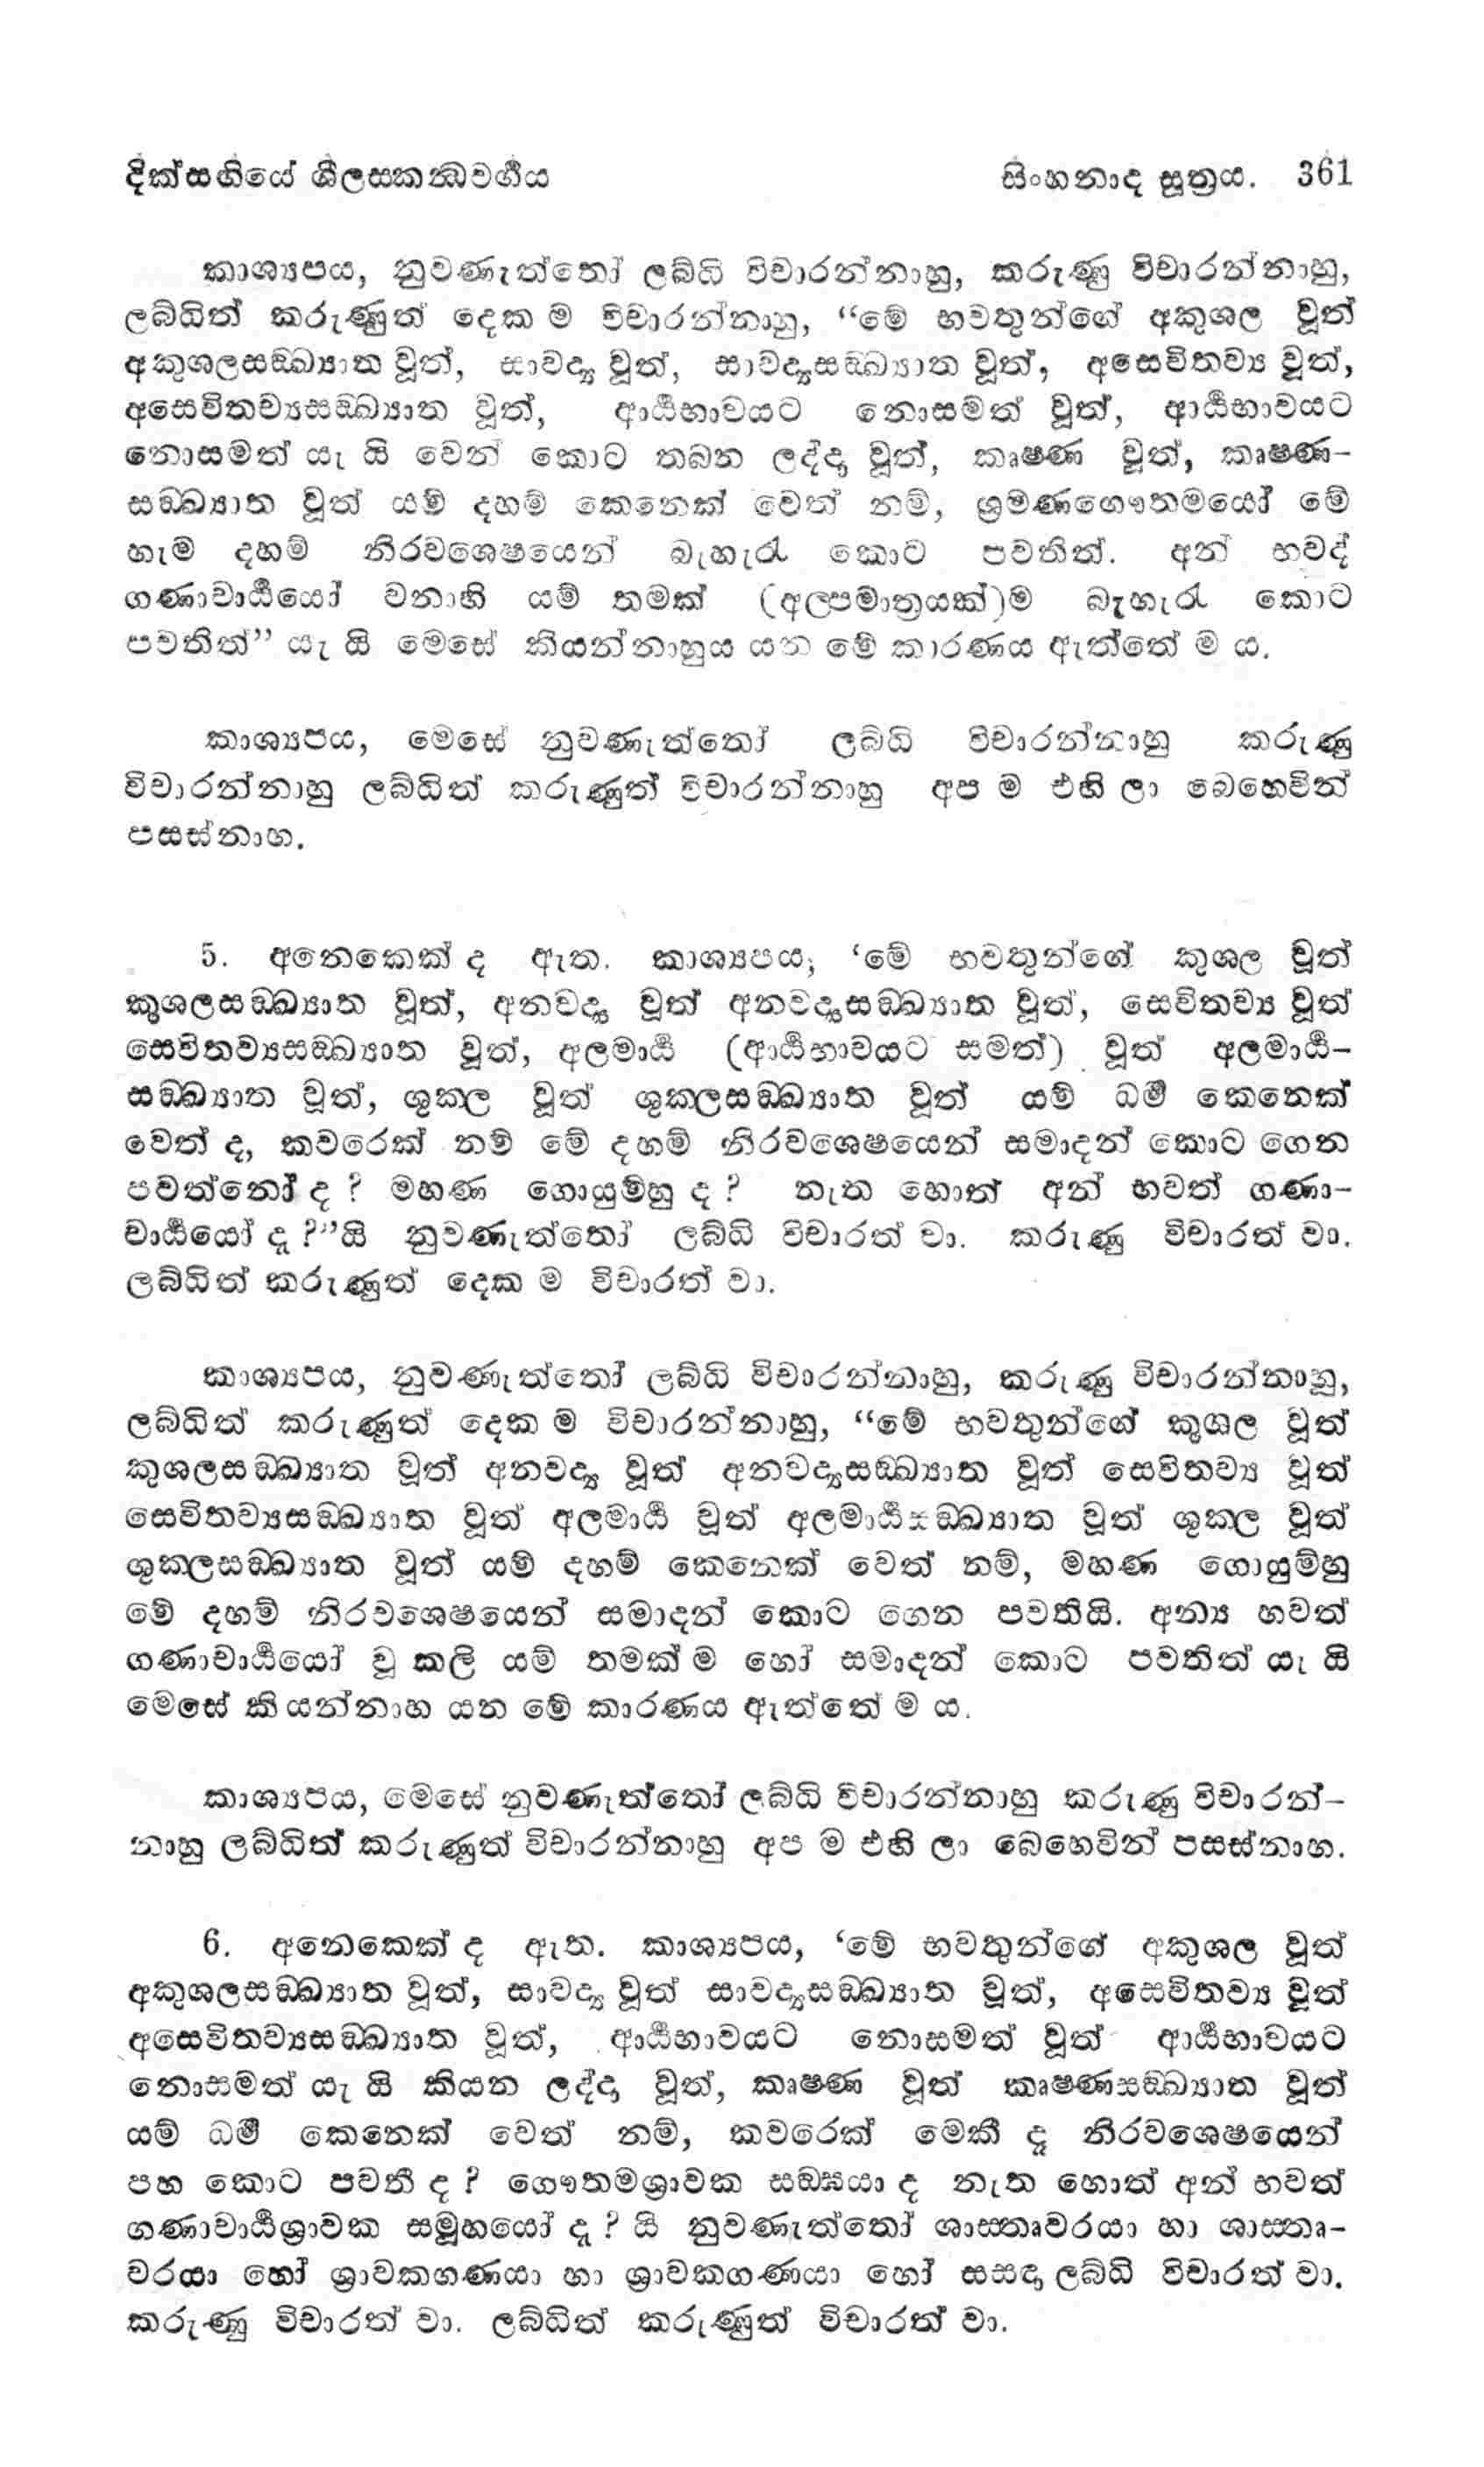 දික්සඟියේ ශීලස්කන්ධවර්ගය සිංහනාද සූත්‍රය. 361
කාශ්‍යපය, නුවණැත්තෝ ලබ්ධි විචාරන්නාහු, කරුණු විචාරන්නාහු,
ලබ්ධිත් කරුණුත් දෙක ම විචාරන්නාහු, “මේ භවතුන්ගේ අකුශල වූත්
අකුශලසඞ්ඛ්‍යාත වූත්, සාවද්‍ය වූත්, සාවද්‍යසඞ්ඛ්‍යාත වූත්, අසෙවිතව්‍ය වූත්,
අසෙවිතව්‍යසඞ්ඛ්‍යාත වූත්, ආර්‍ය්‍යභාවයට නොසමත් වූත්, ආර්‍ය්‍යභාවයට
නොසමත් යැ යි වෙන් කොට තබන ලද්දා වූත්, කෘෂ්ණ වූත්, කෘෂ්ණ-
සඞ්ඛ්‍යාත වූත් යම් දහම් කෙනෙක් වෙත් නම්, ශ්‍රමණගෞතමයෝ මේ
හැම දහම් නිරවශෙෂයෙන් බැහැරැ කොට පවතිත්. අන් භවද්
ගණාචාර්‍ය්‍යයෝ වනාහි යම් තමක් (අල්පමාත්‍රයක්)ම බැහැරැ කොට
පවතිත්” යැ යි මෙසේ කියන්නාහුය යන මේ කාරණය ඇත්තේ ම ය.
කාශ්‍යපය, මෙසේ නුවණැත්තෝ ලබ්ධි විචාරන්නාහු කරුණු
විචාරන්නාහු ලබ්ධිත් කරුණුත් විචාරන්නාහු අප ම එහි ලා බෙහෙවින්
පසස්නාහ.
5. අනෙකෙක් ද ඇත. කාශ්‍යපය; ‘මේ භවතුන්ගේ කුශල වූත්
කුශලසඞ්ඛ්‍යාත වූත්, අනවද්‍ය වූත් අනවද්‍යසඞ්ඛ්‍යාත වූත්, සෙවිතව්‍ය වූත්
සෙවිතව්‍යසඞ්ඛ්‍යාත වූත්, අලමාර්‍ය්‍ය (ආර්‍ය්‍යභාවයට සමත්) වූත් අලමාර්‍ය්‍ය-
සඞ්ඛ්‍යාත වූත්, ශුක්ල වූත් ශුක්ලසඞ්ඛ්‍යාත වූත් යම් ධර්‍ම කෙනෙක්
වෙත් ද, කවරෙක් නම් මේ දහම් නිරවශෙෂයෙන් සමාදන් කොට ගෙන
පවත්නෝ ද ? මහණ ගොයුම්හු ද ? නැත හොත් අන් භවත් ගණා-
චාර්‍ය්‍යයෝ දැ ?”යි නුවණැත්තෝ ලබ්ධි විචාරත් වා. කරුණු විචාරත් වා.
ලබ්ධිත් කරුණුත් දෙක ම විචාරත් වා.
කාශ්‍යපය, නුවණැත්තෝ ලබ්ධි විචාරන්නාහු, කරුණු විචාරන්නාහු,
ලබ්ධිත් කරුණුත් දෙක ම විචාරන්නාහු, “මේ භවතුන්ගේ කුශල වූත්
කුශලසඞ්ඛ්‍යාත වූත් අනවද්‍ය වූත් අනවද්‍යසඞ්ඛ්‍යාත වූත් සෙවිතව්‍ය වූත්
සෙවිතව්‍යසඞ්ඛ්‍යාත වූත් අලමාර්‍ය්‍ය වූත් අලමාර්‍ය්‍යසඞ්ඛ්‍යාත වූත් ශුක්ල වූත්
ශුක්ලසඞ්ඛ්‍යාත වූත් යම් දහම් කෙනෙක් වෙත් නම්, මහණ ගොයුම්හු
මේ දහම් නිරවශෙෂයෙන් සමාදන් කොට ගෙන පවතියි. අන්‍ය භවත්
ගණාචාර්‍ය්‍යයෝ වූ කලි යම් තමක් ම හෝ සමාදන් කොට පවතිත් යැ යි
මෙසේ කියන්නාහ යන මේ කාරණය ඇත්තේ ම ය.
කාශ්‍යපය, මෙසේ නුවණැත්තෝ ලබ්ධි විචාරන්නාහු කරුණු විචාරන්-
නාහු ලබ්ධිත් කරුණුත් විචාරන්නාහු අප ම එහි ලා බෙහෙවින් පසස්නාහ.
6. අනෙකෙක් ද ඇත. කාශ්‍යපය, ‘මේ භවතුන්ගේ අකුශල වූත්
අකුශලසඞ්ඛ්‍යාත වූත්, සාවද්‍ය වූත් සාවද්‍යසඞ්ඛ්‍යාත වූත්, අසෙවිතව්‍ය වූත්
අසෙවිතව්‍යසඞ්ඛ්‍යාත වූත්, ආර්‍ය්‍යභාවයට නොසමත් වූත් ආර්‍ය්‍යභාවයට
නොසමත් යැ යි කියන ලද්දා වූත්, කෘෂ්ණ වූත් කෘෂ්ණසඞ්ඛ්‍යාත වූත්
යම් ධර්‍ම කෙනෙක් වෙත් නම්, කවරෙක් මෙකී දෑ නිරවශෙෂයෙන්
පහ කොට පවතී ද ? ගෞතමශ්‍රාවක සඞ්ඝයා ද නැත හොත් අන් භවත්
ගණාචාර්‍ය්‍යශ්‍රාවක සමූහයෝ දැ ? යි නුවණැත්තෝ ශාස්තෘවරයා හා ශාස්තෘ-
වරයා හෝ ශ්‍රාවකගණයා හා ශ්‍රාවකගණයා හෝ සසඳා ලබ්ධි විචාරත් වා.
කරුණු විචාරත් වා. ලබ්ධිත් කරුණුත් විචාරත් වා.